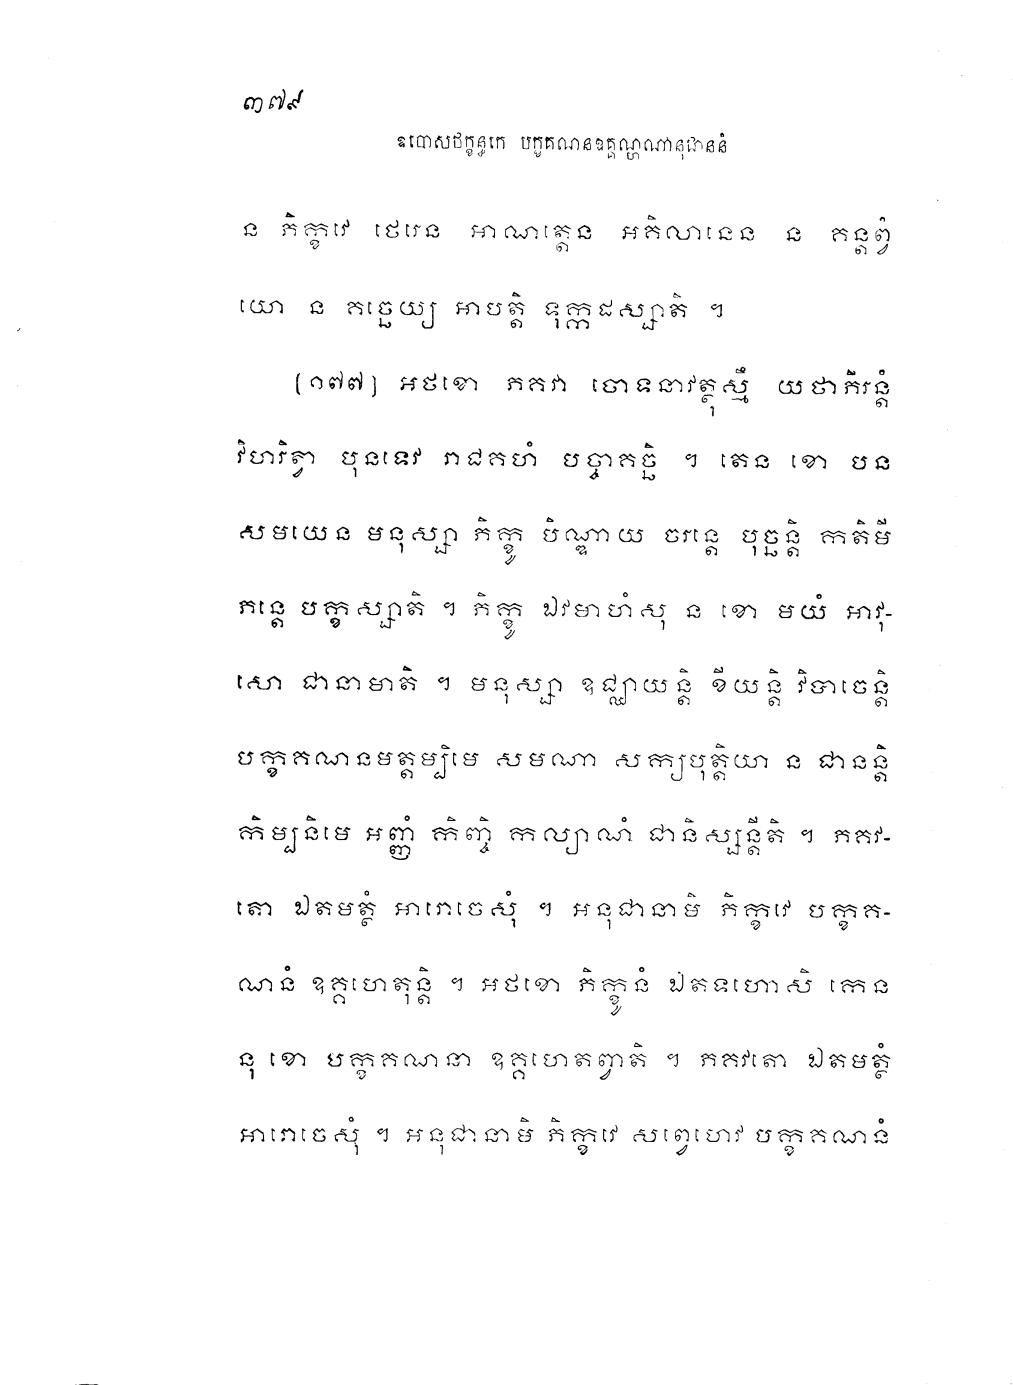 ៣៧៩
ឧបោសថក្ខន្ធកេ បក្ខគណនឧគ្គណ្ហណានុជាននំ
ន ភិក្ខវេ ថេរេន អាណត្តេន អគិលានេន ន គន្តព្វំ
យោ ន គច្ឆេយ្យ អាបត្តិ ទុក្កដស្សាតិ ។
(១៧៧) អថខោ ភគវា ចោទនាវត្ថុស្មឹ យថាភិរន្តំ
វិហរិត្វា បុនទេវ រាជគហំ បច្ចាគច្ឆិ ។ តេន ខោ បន
សមយេន មនុស្សា ភិក្ខូ បិណ្ឌាយ ចរន្តេ បុច្ឆន្តិ កតិមី
ភន្តេ បក្ខស្សាតិ ។ ភិក្ខូ ឯវមាហំសុ ន ខោ មយំ អាវុ-
សោ ជានាមាតិ ។ មនុស្សា ឧជ្ឈាយន្តិ ខីយន្តិ វិបាចេន្តិ
បក្ខគណនមត្តម្បិមេ សមណា សក្យបុត្តិយា ន ជានន្តិ
កិម្បនិមេ អញ្ញំ កិញ្ចិ កល្យាណំ ជានិស្សន្តីតិ ។ ភគវ-
តោ ឯតមត្ថំ អារោចេសុំ ។ អនុជានាមិ ភិក្ខវេ បក្ខគ-
ណនំ ឧគ្គហេតុន្តិ ។ អថខោ ភិក្ខូនំ ឯតទហោសិ កេន
នុ ខោ បក្ខគណនា ឧគ្គហេតព្វាតិ ។ ភគវតោ ឯតមត្ថំ
អារោចេសុំ ។ អនុជានាមិ ភិក្ខវេ សព្វេហេវ បក្ខគណនំ